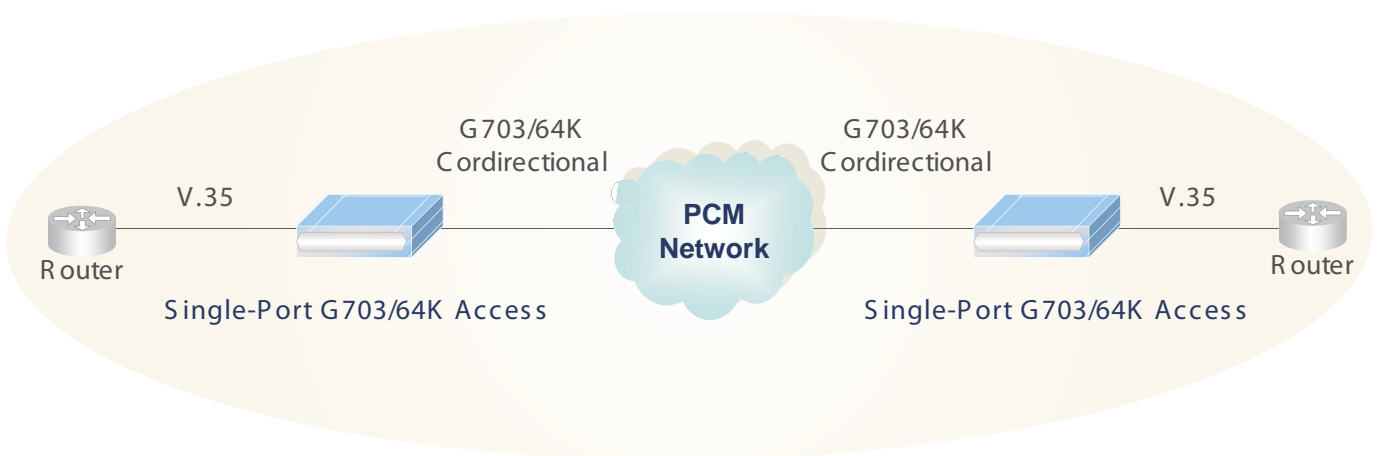 G703/64K
Cordirectional
G703/64K
Cordirectional
V.35
V.35
PCM
Network
Router
Router
Single-Port G703/64K Access
Single-Port G703/64K Access